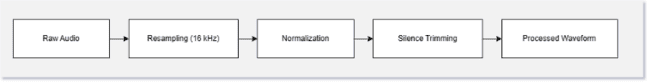 Raw Audio
Resampling (16 kHz)
Normalization
Silence Trimming
Processed Waveform